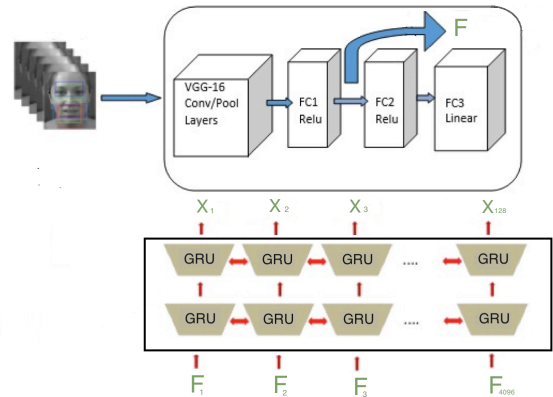 F
VGG-16
Conv/Pool
Layers
FC1
Relu
FC2
Relu
FC3
Linear
X1 X2 X3 X128
GRU GRU GRU .... GRU
GRU GRU GRU .... GRU
F1 F2 F3 F4096